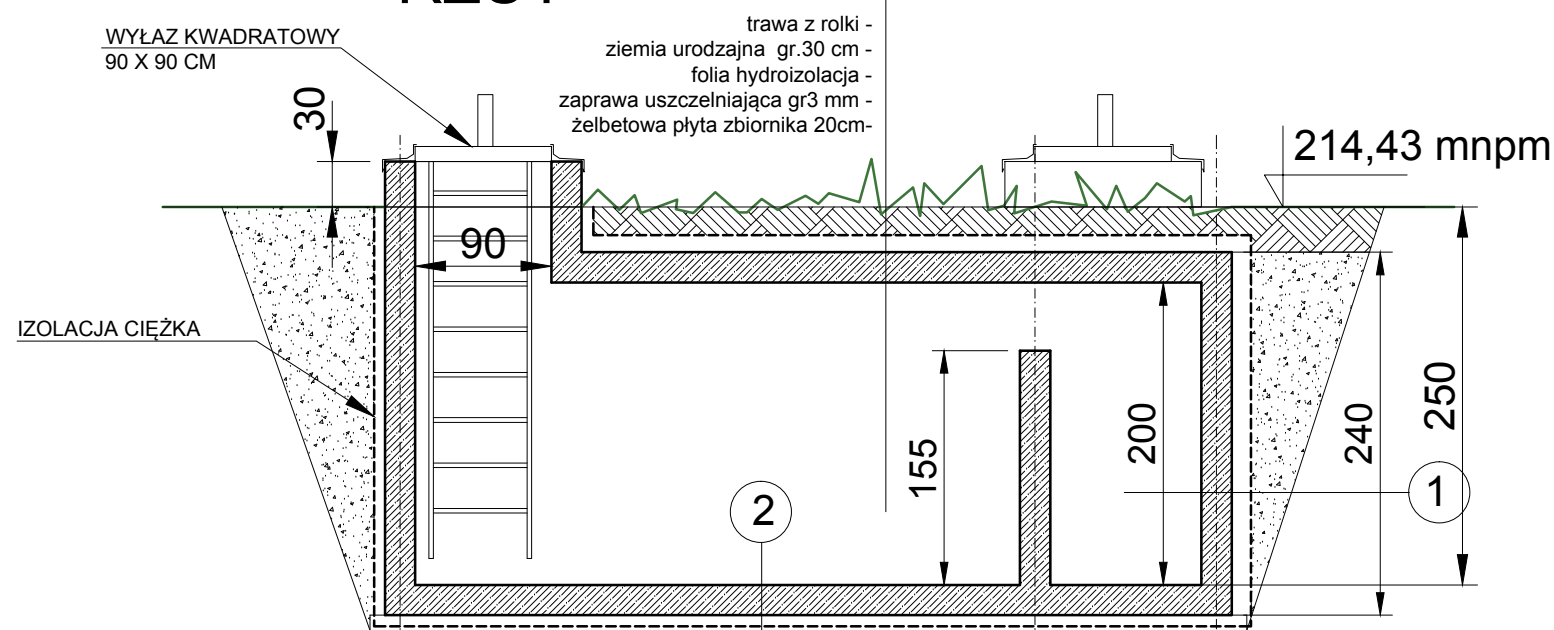 WYŁAZ KWADRATOWY
90 X 90 CM
trawa z rolki -
ziemia urodzajna gr.30 cm -
folia hydroizolacja -
zaprawa uszczelniająca gr3 mm -
żelbetowa płyta zbiornika 20cm-
30
214,43 mnpm
90
IZOLACJA CIĘŻKA
155
200
240
250
1
2